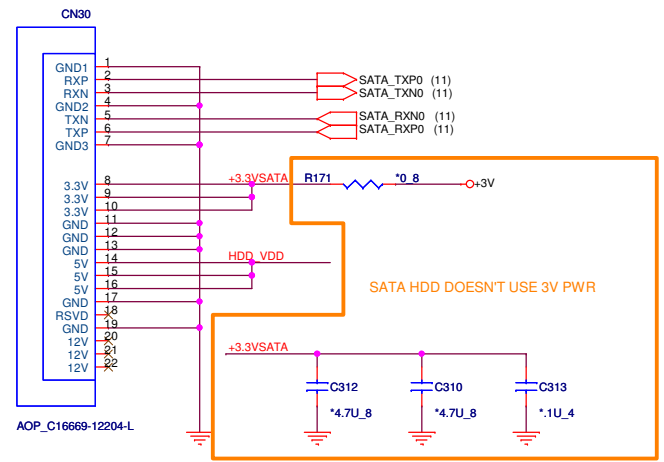 CN30
GND1 1
RXP 2 SATA_TXP0 (11)
RXN 3 SATA_TXN0 (11)
GND2 4
TXN 5 SATA_RXN0 (11)
TXP 6 SATA_RXP0 (11)
GND3 7
3.3V 8 +3.3VSATA R171 *0_8 +3V
3.3V 9
3.3V 10
GND 11
GND 12
GND 13
5V 14 HDD_VDD
5V 15
5V 16
GND 17
RSVD 18
GND 19
12V 20
12V 21
12V 22
AOP_C16669-12204-L
SATA HDD DOESN'T USE 3V PWR
+3.3VSATA
C312 C310 C313
*4.7U_8 *4.7U_8 *.1U_4